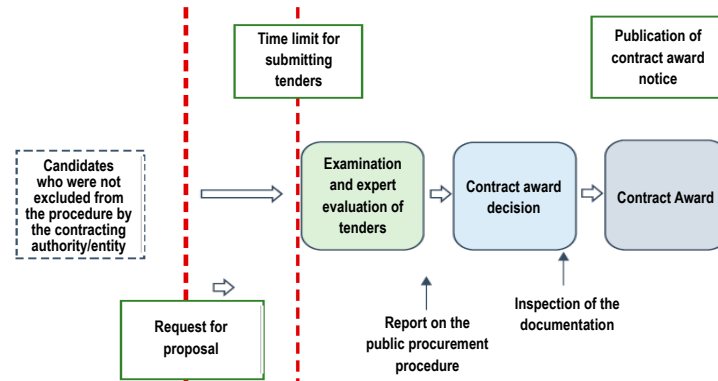 Time limit for
submitting
tenders
Publication of
contract award
notice
Candidates
who were not
excluded from
the procedure by
the contracting
authority/entity
Examination
and expert
evaluation of
tenders
Contract award
decision
Contract Award
Request for
proposal
Report on the
public procurement
procedure
Inspection of the
documentation